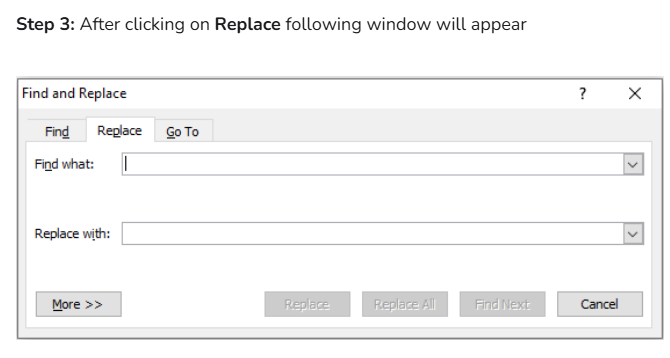 Step 3: After clicking on Replace following window will appear
Find and Replace ?
Find Replace Go To
Find what:
Replace with:
More >> Replace Replace All Find Next Cancel